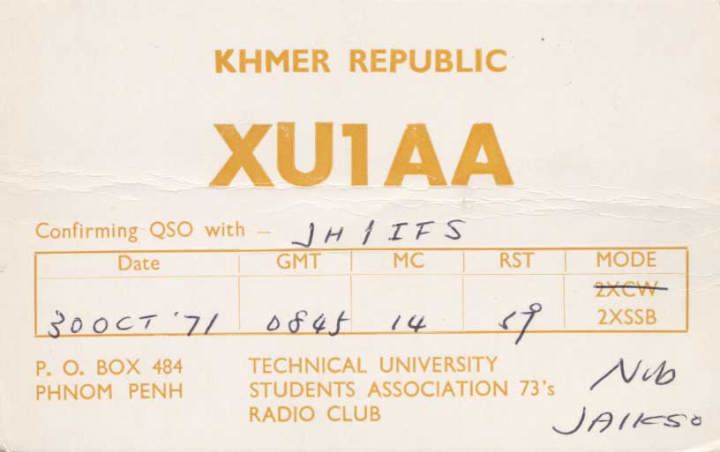 KHMER REPUBLIC
XU1AA
Confirming QSO with – JH1IFS
Date GMT MC RST MODE
2XCW
30 OCT '71 0845 14 59 2XSSB
P. O. BOX 484 TECHNICAL UNIVERSITY
PHNOM PENH STUDENTS ASSOCIATION 73's
RADIO CLUB
JA1KSO